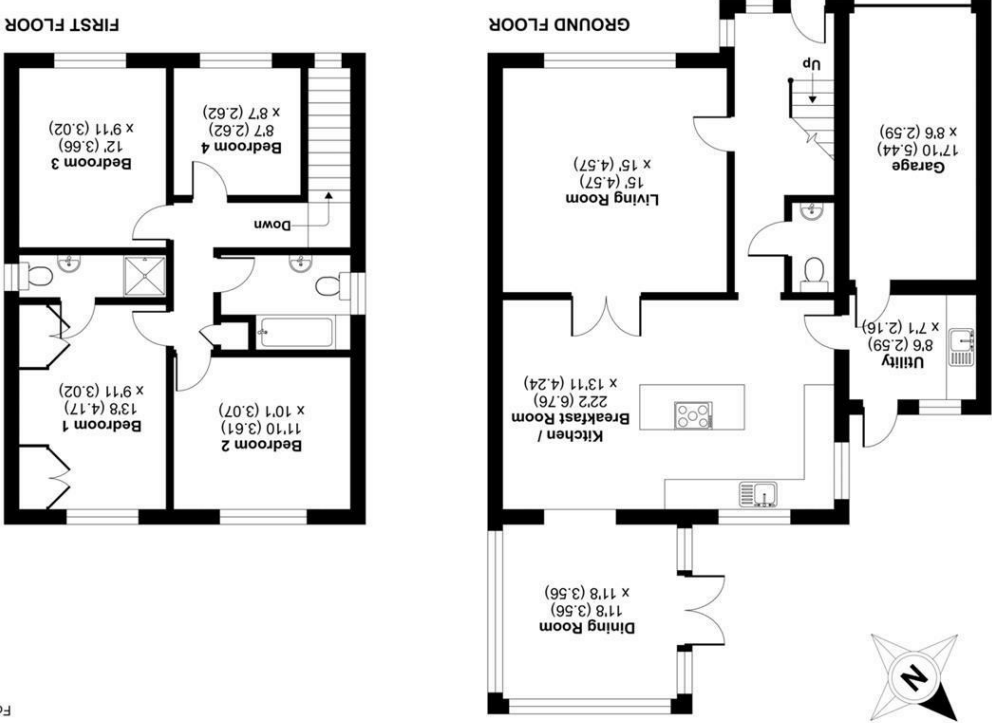 Dining Room
11'8 (3.56)
x 11'8 (3.56)
Kitchen /
Breakfast Room
22'2 (6.76)
x 13'11 (4.24)
Utility
8'6 (2.59)
x 7'1 (2.16)
Living Room
15' (4.57)
x 15' (4.57)
Garage
17'10 (5.44)
x 8'6 (2.59)
Up
GROUND FLOOR
Bedroom 2
11'10 (3.61)
x 10'1 (3.07)
Bedroom 1
13'8 (4.17)
x 9'11 (3.02)
Down
Bedroom 4
8'7 (2.62)
x 8'7 (2.62)
Bedroom 3
12' (3.66)
x 9'11 (3.02)
FIRST FLOOR
N
Fo